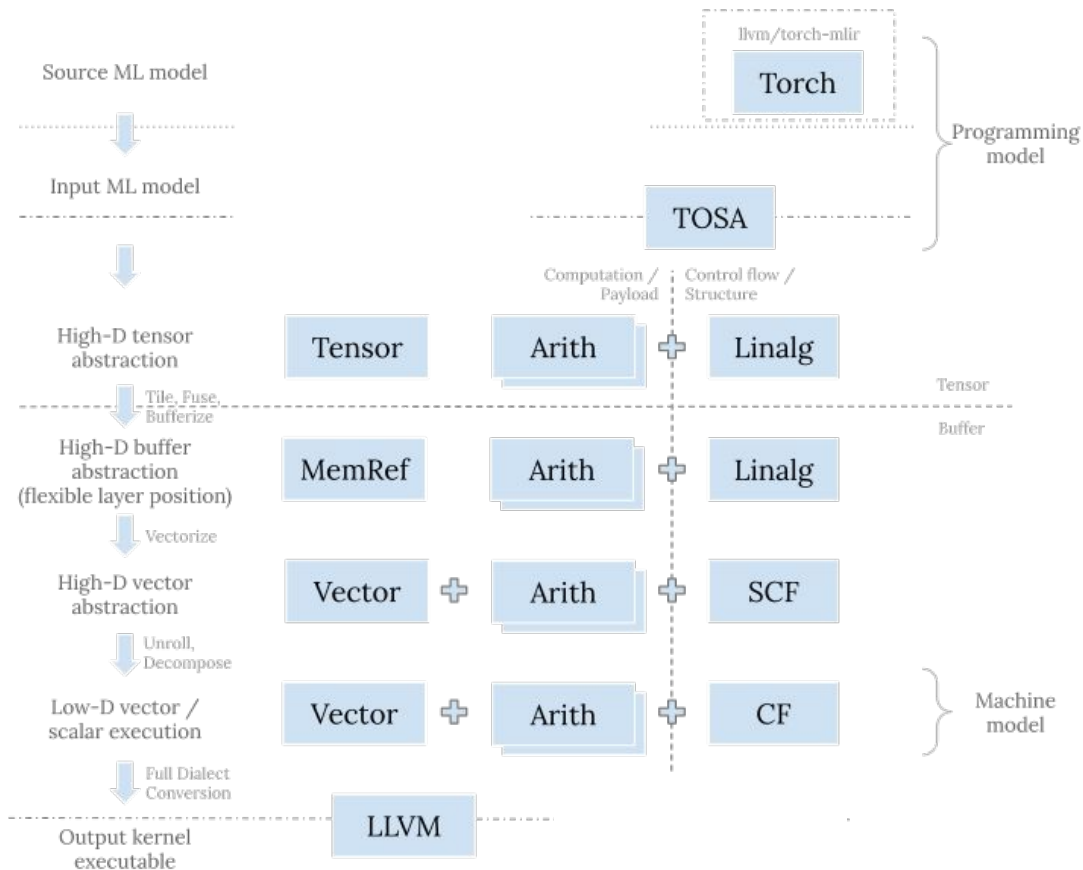 llvm/torch-mlir
Source ML model
Torch
Programming
model
Input ML model
TOSA
Computation /
Payload
Control flow /
Structure
High-D tensor
abstraction
Tensor
Arith
Linalg
Tile, Fuse,
Bufferize
Tensor
Buffer
High-D buffer
abstraction
(flexible layer position)
MemRef
Arith
Linalg
Vectorize
High-D vector
abstraction
Vector
Arith
SCF
Unroll,
Decompose
Low-D vector /
scalar execution
Vector
Arith
CF
Machine
model
Full Dialect
Conversion
LLVM
Output kernel
executable